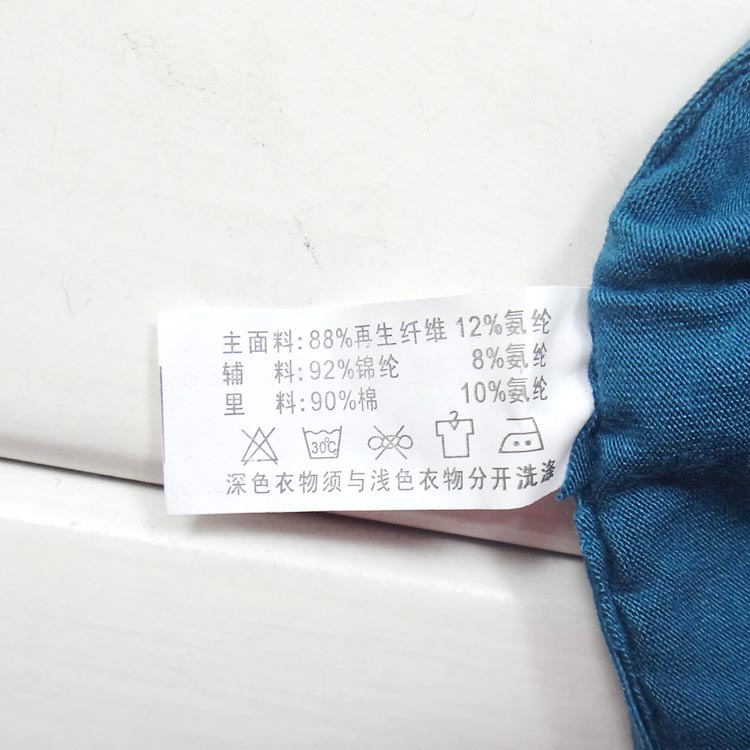 主面料:88%再生纤维 12%氨纶
辅 料:92%锦纶 8%氨纶
里 料:90%棉 10%氨纶
30℃
深色衣物须与浅色衣物分开洗涤